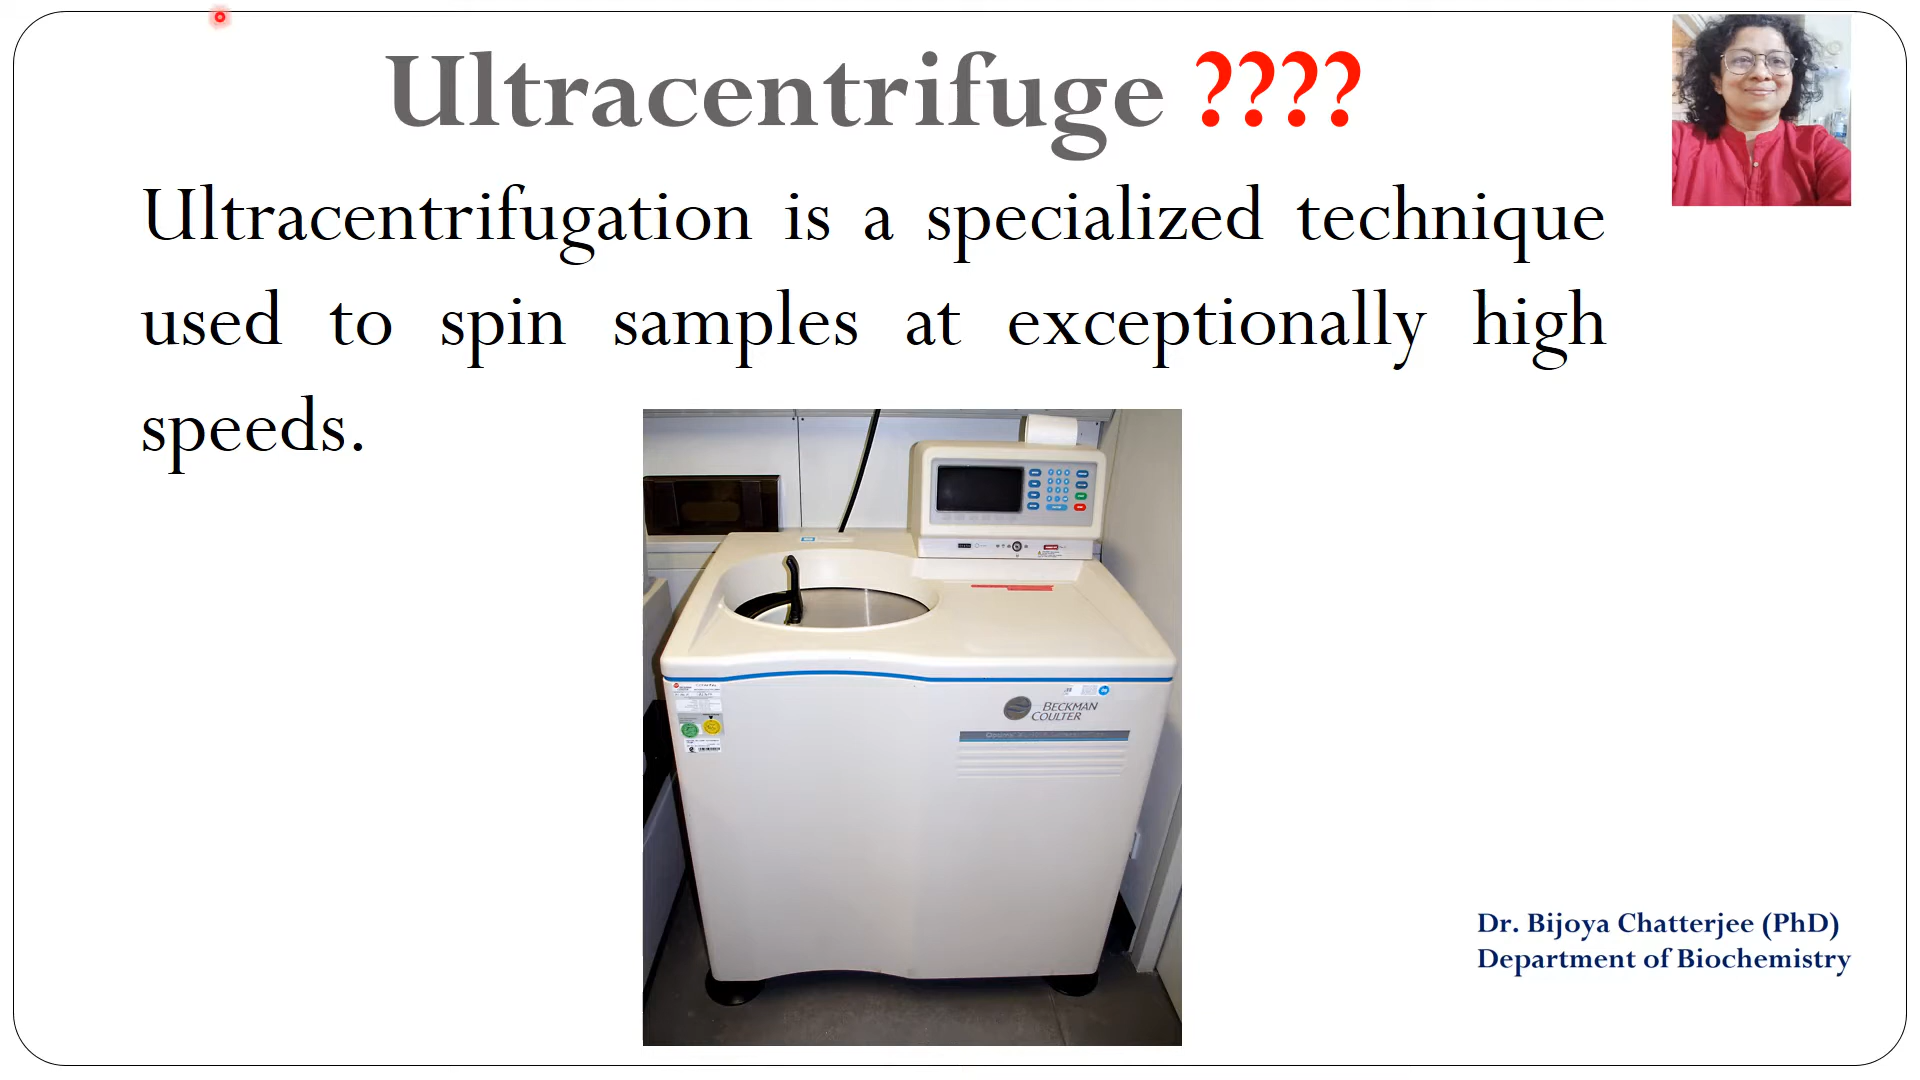 Ultracentrifuge ????
Ultracentrifugation is a specialized technique
used to spin samples at exceptionally high
speeds.
BECKMAN
COULTER
Dr. Bijoya Chatterjee (PhD)
Department of Biochemistry